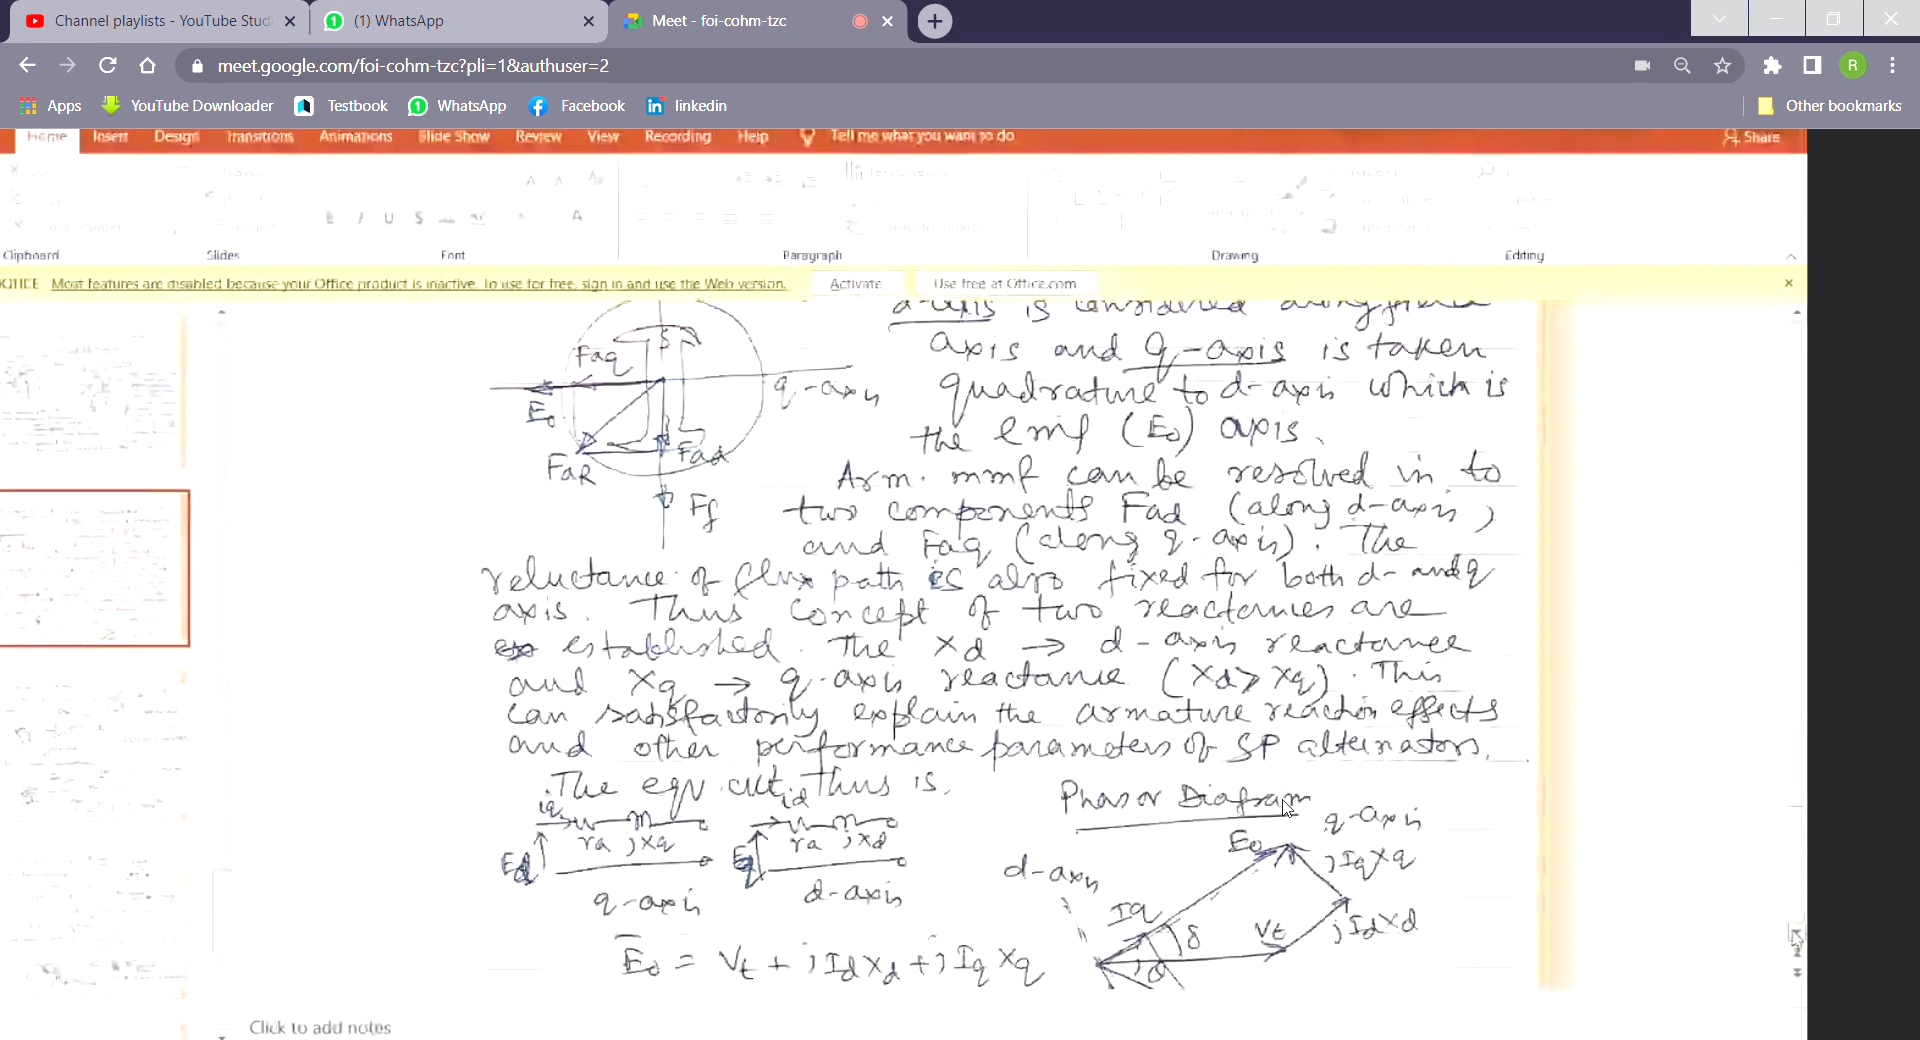 Channel playlists - YouTube Stud
(1) WhatsApp
Meet - foi-cohm-tzc
meet.google.com/foi-cohm-tzc?pli=1&authuser=2
R
Apps
YouTube Downloader
Testbook
WhatsApp
Facebook
linkedin
Other bookmarks
Home Insert Design Transitions Animations Slide Show Review View Recording Help Tell me what you want to do
Share
Clipboard Slides Font Paragraph Drawing Editing
NOTICE Most features are disabled because your Office product is inactive. To use for free, sign in and use the Web version.
Activate
Use free at Office.com
d-axis is considered along
axis and q-axis is taken
quadrature to d-axis which is
the emf (E0) axis.
Arm. mmf can be resolved in to
two components Fad (along d-axis)
and Faq (along q-axis). The
reluctance of flux path is also fixed for both d- and q
axis. Thus concept of two reactances are
established. The Xd → d-axis reactance
and Xq → q-axis reactance (Xd > Xq). This
can satisfactorily explain the armature reaction effects
and other performance parameters of SP alternators.
The eqv. ckt. Thus is.
S
Faq
q-axis
E0
FaR
Fad
Ff
iq
ra jXq
Ed
q-axis
id
ra jXd
Eq
d-axis
E0 = Vt + jIdXd + jIqXq
Phasor Diagram
q-axis
E0
jIqXq
d-axis
Iq
δ
Vt
jIdXd
Click to add notes